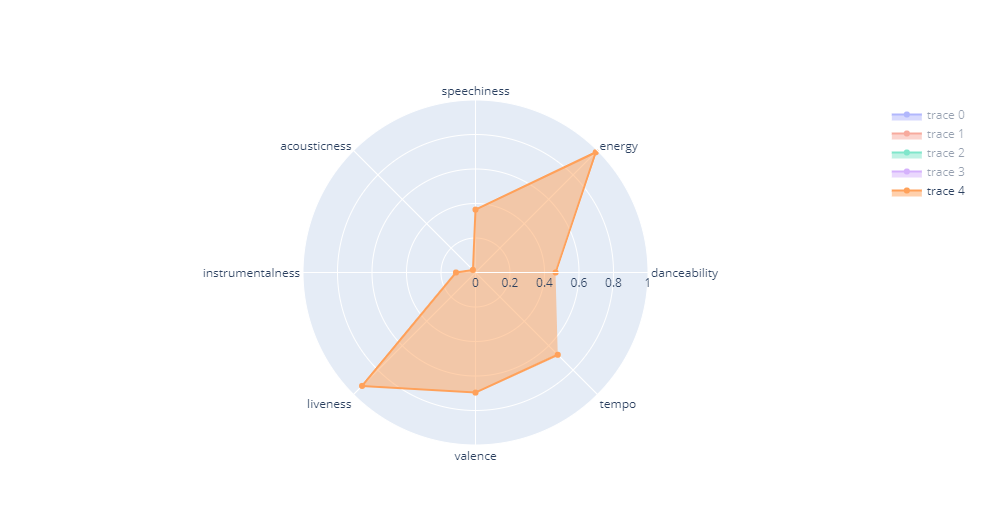 speechiness
acousticness
energy
instrumentalness
danceability
0 0.2 0.4 0.6 0.8 1
liveness
tempo
valence
trace 0
trace 1
trace 2
trace 3
trace 4